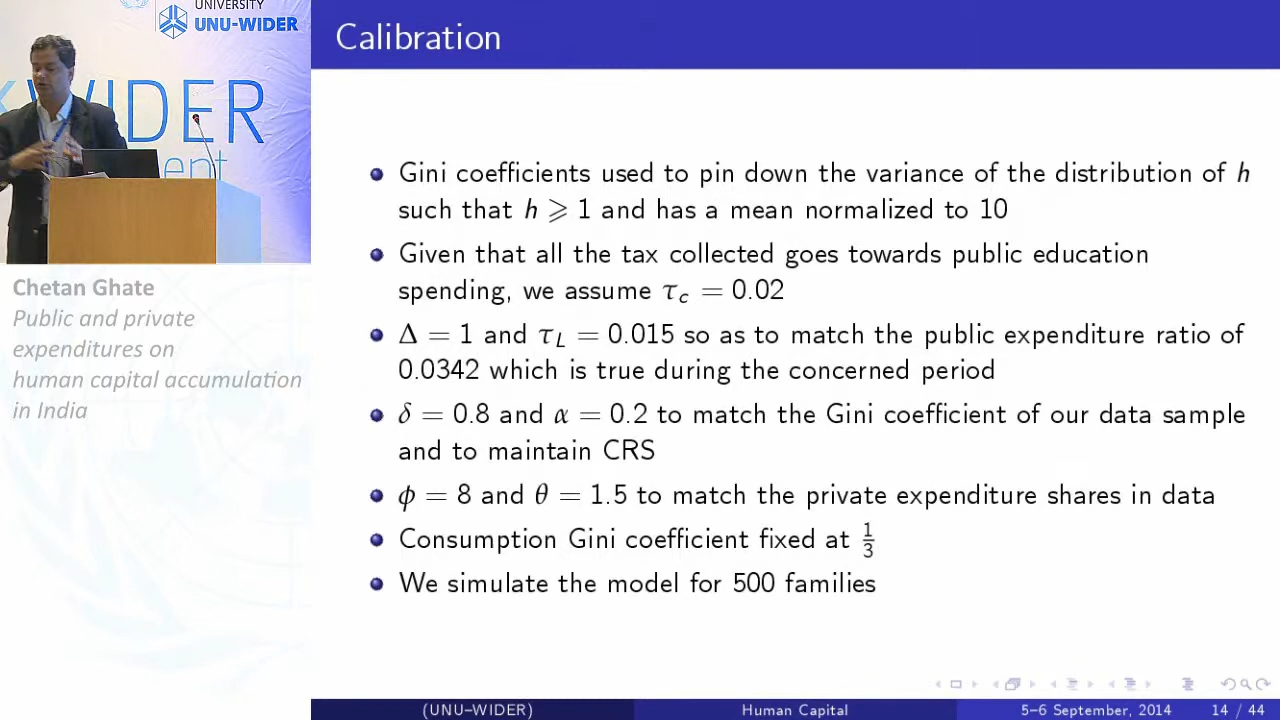 UNIVERSITY
UNU-WIDER
WIDER
ent
Chetan Ghate
Public and private
expenditures on
human capital accumulation
in India
Calibration
Gini coefficients used to pin down the variance of the distribution of h
such that h ⩾ 1 and has a mean normalized to 10
Given that all the tax collected goes towards public education
spending, we assume τ_c = 0.02
Δ = 1 and τ_L = 0.015 so as to match the public expenditure ratio of
0.0342 which is true during the concerned period
δ = 0.8 and α = 0.2 to match the Gini coefficient of our data sample
and to maintain CRS
ϕ = 8 and θ = 1.5 to match the private expenditure shares in data
Consumption Gini coefficient fixed at 1/3
We simulate the model for 500 families
(UNU–WIDER) Human Capital 5–6 September, 2014 14 / 44